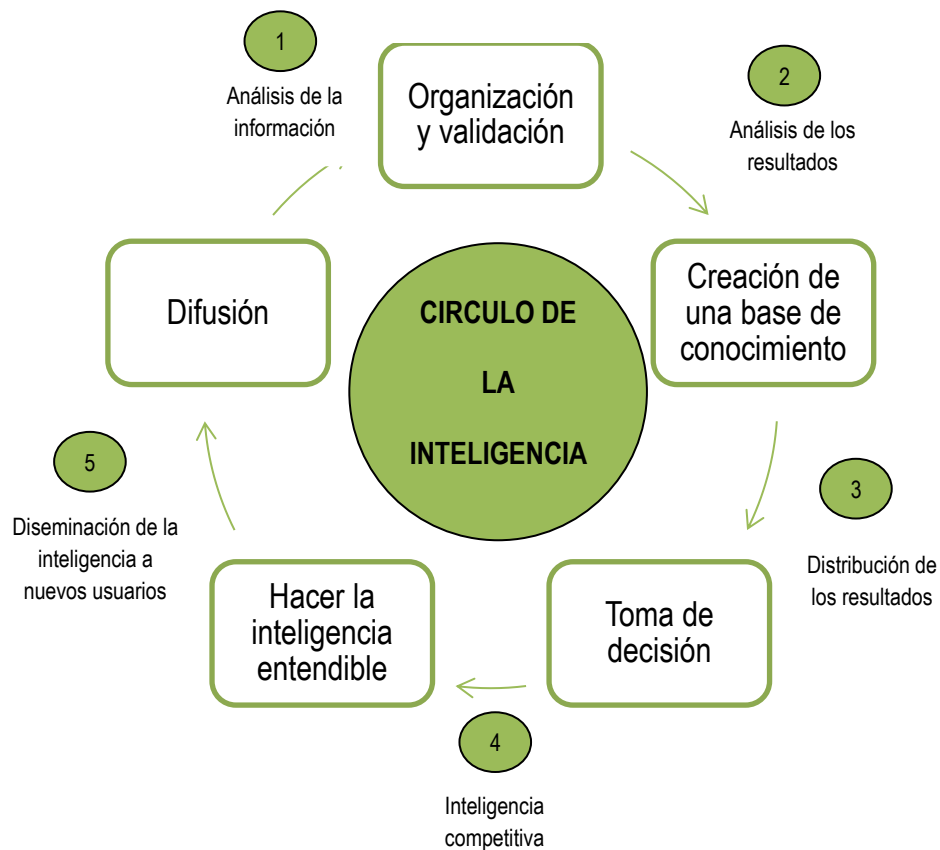 1
Análisis de la
información
Organización
y validación
2
Análisis de los
resultados
Creación de
una base de
conocimiento
3
Distribución de
los resultados
Toma de
decisión
4
Inteligencia
competitiva
Hacer la
inteligencia
entendible
5
Diseminación de la
inteligencia a
nuevos usuarios
Difusión
CIRCULO DE
LA
INTELIGENCIA